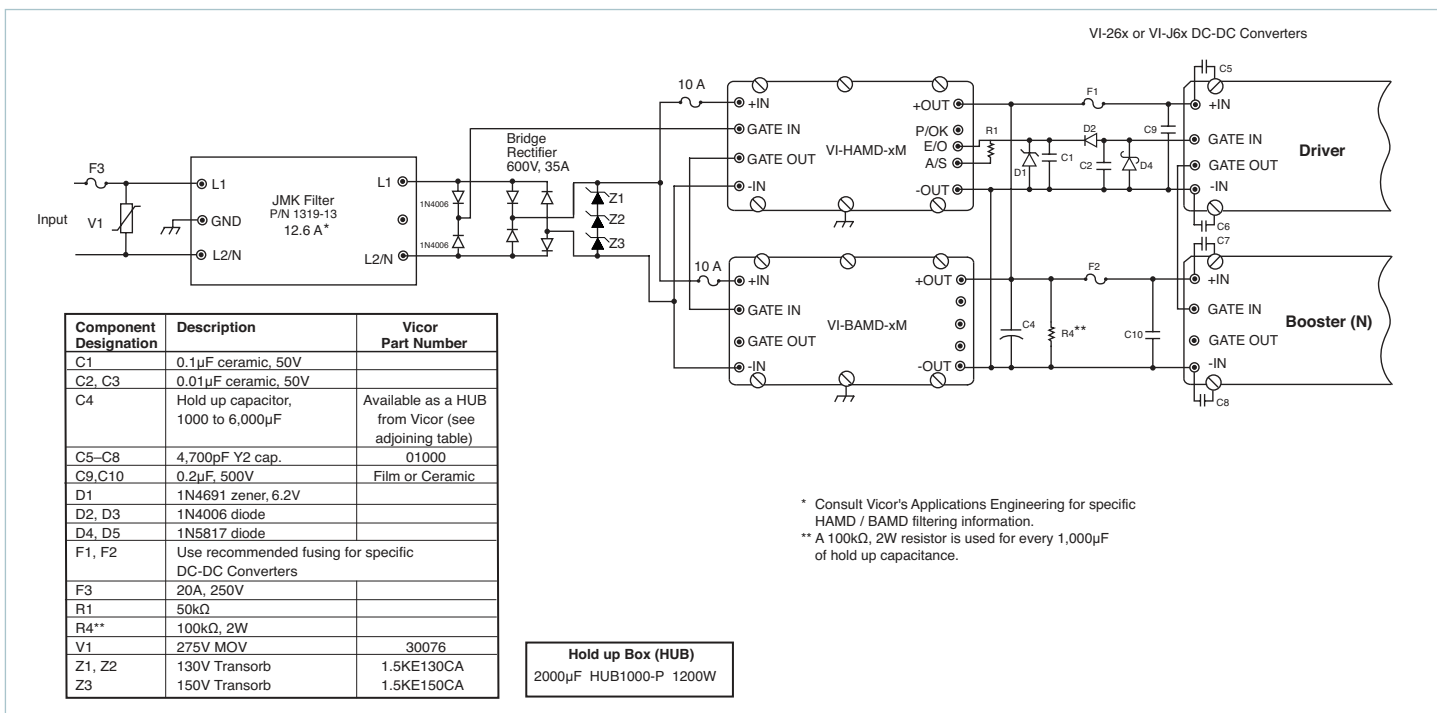 VI-26x or VI-J6x DC-DC Converters
F3
Input
V1
L1
GND
L2/N
JMK Filter
P/N 1319-13
12.6 A*
L1
L2/N
1N4006
1N4006
Bridge
Rectifier
600V, 35A
Z1
Z2
Z3
10 A
+IN
GATE IN
GATE OUT
-IN
VI-HAMD-xM
+OUT
P/OK
E/O
A/S
-OUT
R1
D1
C1
D2
C2
D4
F1
C9
C5
+IN
GATE IN
GATE OUT
-IN
Driver
C6
10 A
+IN
GATE IN
GATE OUT
-IN
VI-BAMD-xM
+OUT
-OUT
C4
R4**
F2
C10
C7
+IN
GATE IN
GATE OUT
-IN
Booster (N)
C8
Component Designation Description Vicor Part Number
C1 0.1µF ceramic, 50V
C2, C3 0.01µF ceramic, 50V
C4 Hold up capacitor, Available as a HUB
1000 to 6,000µF from Vicor (see
adjoining table)
C5–C8 4,700pF Y2 cap. 01000
C9,C10 0.2µF, 500V Film or Ceramic
D1 1N4691 zener, 6.2V
D2, D3 1N4006 diode
D4, D5 1N5817 diode
F1, F2 Use recommended fusing for specific
DC-DC Converters
F3 20A, 250V
R1 50kΩ
R4** 100kΩ, 2W
V1 275V MOV 30076
Z1, Z2 130V Transorb 1.5KE130CA
Z3 150V Transorb 1.5KE150CA
Hold up Box (HUB)
2000µF HUB1000-P 1200W
* Consult Vicor's Applications Engineering for specific
HAMD / BAMD filtering information.
** A 100kΩ, 2W resistor is used for every 1,000µF
of hold up capacitance.